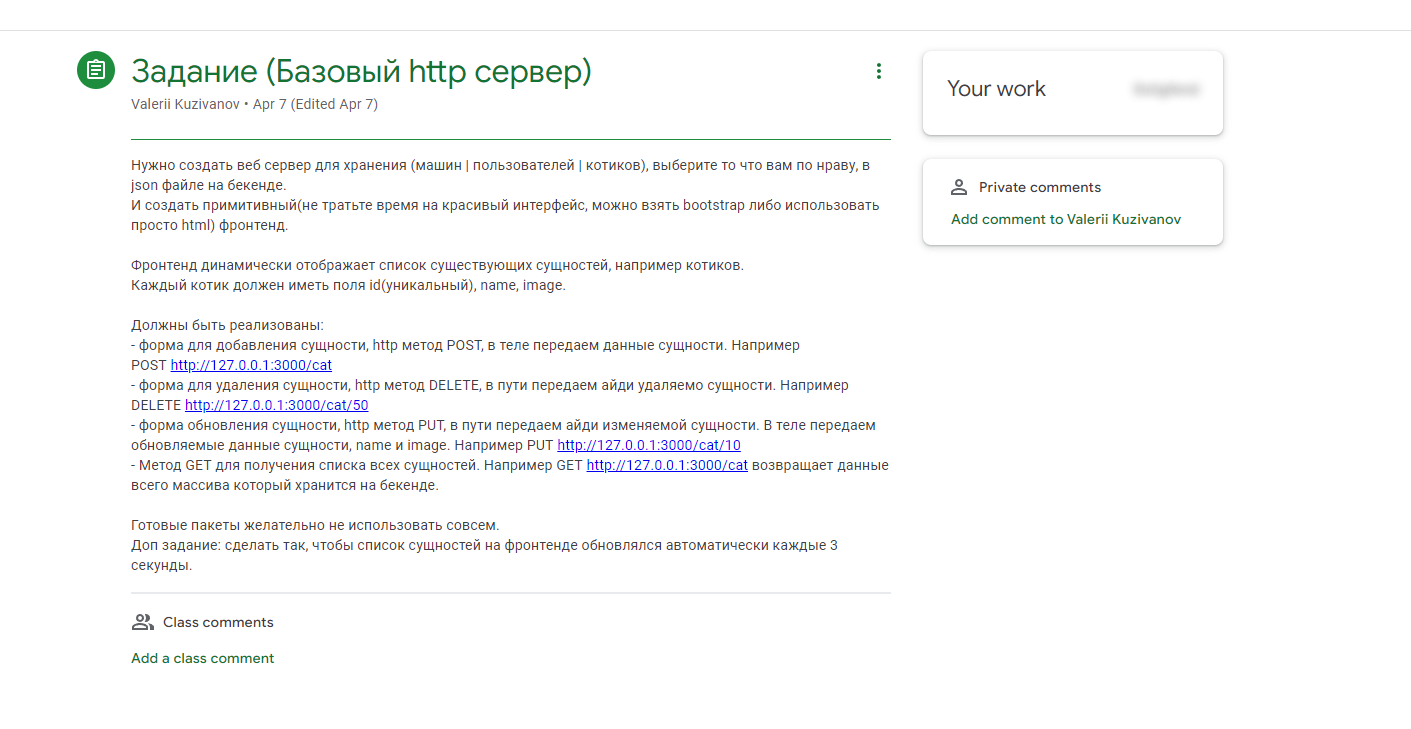 Задание (Базовый http сервер)
Valerii Kuzivanov • Apr 7 (Edited Apr 7)
Нужно создать веб сервер для хранения (машин | пользователей | котиков), выберите то что вам по нраву, в
json файле на бекенде.
И создать примитивный(не тратьте время на красивый интерфейс, можно взять bootstrap либо использовать
просто html) фронтенд.
Фронтенд динамически отображает список существующих сущностей, например котиков.
Каждый котик должен иметь поля id(уникальный), name, image.
Должны быть реализованы:
- форма для добавления сущности, http метод POST, в теле передаем данные сущности. Например
POST http://127.0.0.1:3000/cat
- форма для удаления сущности, http метод DELETE, в пути передаем айди удаляемо сущности. Например
DELETE http://127.0.0.1:3000/cat/50
- форма обновления сущности, http метод PUT, в пути передаем айди изменяемой сущности. В теле передаем
обновляемые данные сущности, name и image. Например PUT http://127.0.0.1:3000/cat/10
- Метод GET для получения списка всех сущностей. Например GET http://127.0.0.1:3000/cat возвращает данные
всего массива который хранится на бекенде.
Готовые пакеты желательно не использовать совсем.
Доп задание: сделать так, чтобы список сущностей на фронтенде обновлялся автоматически каждые 3
секунды.
Class comments
Add a class comment
Your work
Private comments
Add comment to Valerii Kuzivanov